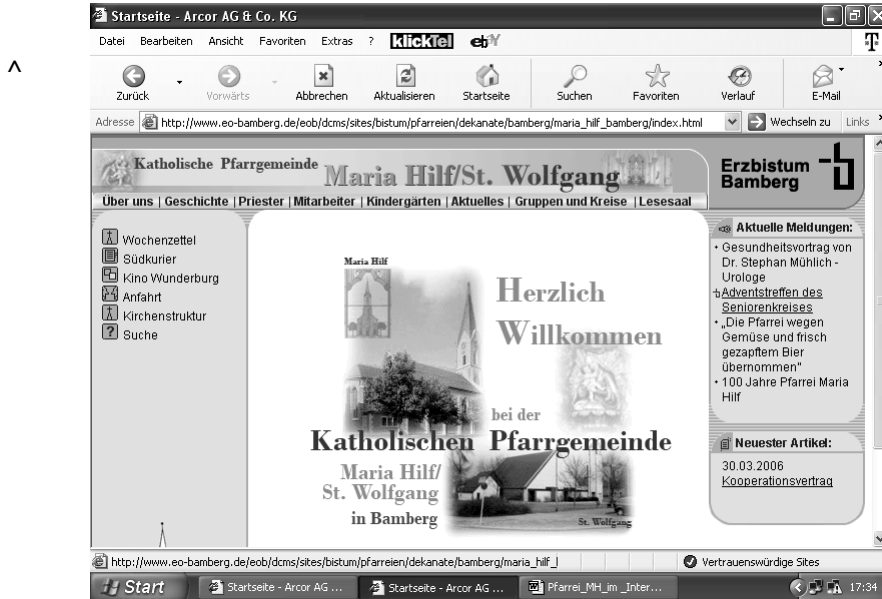 ^
Startseite - Arcor AG & Co. KG
Datei Bearbeiten Ansicht Favoriten Extras ? klickTel ebY
T
Zurück Vorwärts Abbrechen Aktualisieren Startseite Suchen Favoriten Verlauf E-Mail
Adresse http://www.eo-bamberg.de/eob/dcms/sites/bistum/pfarreien/dekanate/bamberg/maria_hilf_bamberg/index.html Wechseln zu Links
Katholische Pfarrgemeinde Maria Hilf/St. Wolfgang
Erzbistum
Bamberg
Über uns | Geschichte | Priester | Mitarbeiter | Kindergärten | Aktuelles | Gruppen und Kreise | Lesesaal
Wochenzettel
Südkurier
Kino Wunderburg
Anfahrt
Kirchenstruktur
? Suche
Maria Hilf
Herzlich
Willkommen
bei der
Katholischen Pfarrgemeinde
Maria Hilf/
St. Wolfgang
in Bamberg
St. Wolfgang
Aktuelle Meldungen:
• Gesundheitsvortrag von
Dr. Stephan Mühlich -
Urologe
Adventstreffen des
Seniorenkreises
• „Die Pfarrei wegen
Gemüse und frisch
gezapftem Bier
übernommen"
• 100 Jahre Pfarrei Maria
Hilf
Neuester Artikel:
30.03.2006
Kooperationsvertrag
http://www.eo-bamberg.de/eob/dcms/sites/bistum/pfarreien/dekanate/bamberg/maria_hilf_l Vertrauenswürdige Sites
Start Startseite - Arcor AG ... Startseite - Arcor AG ... Pfarrei_MH_im _Inter... 17:34